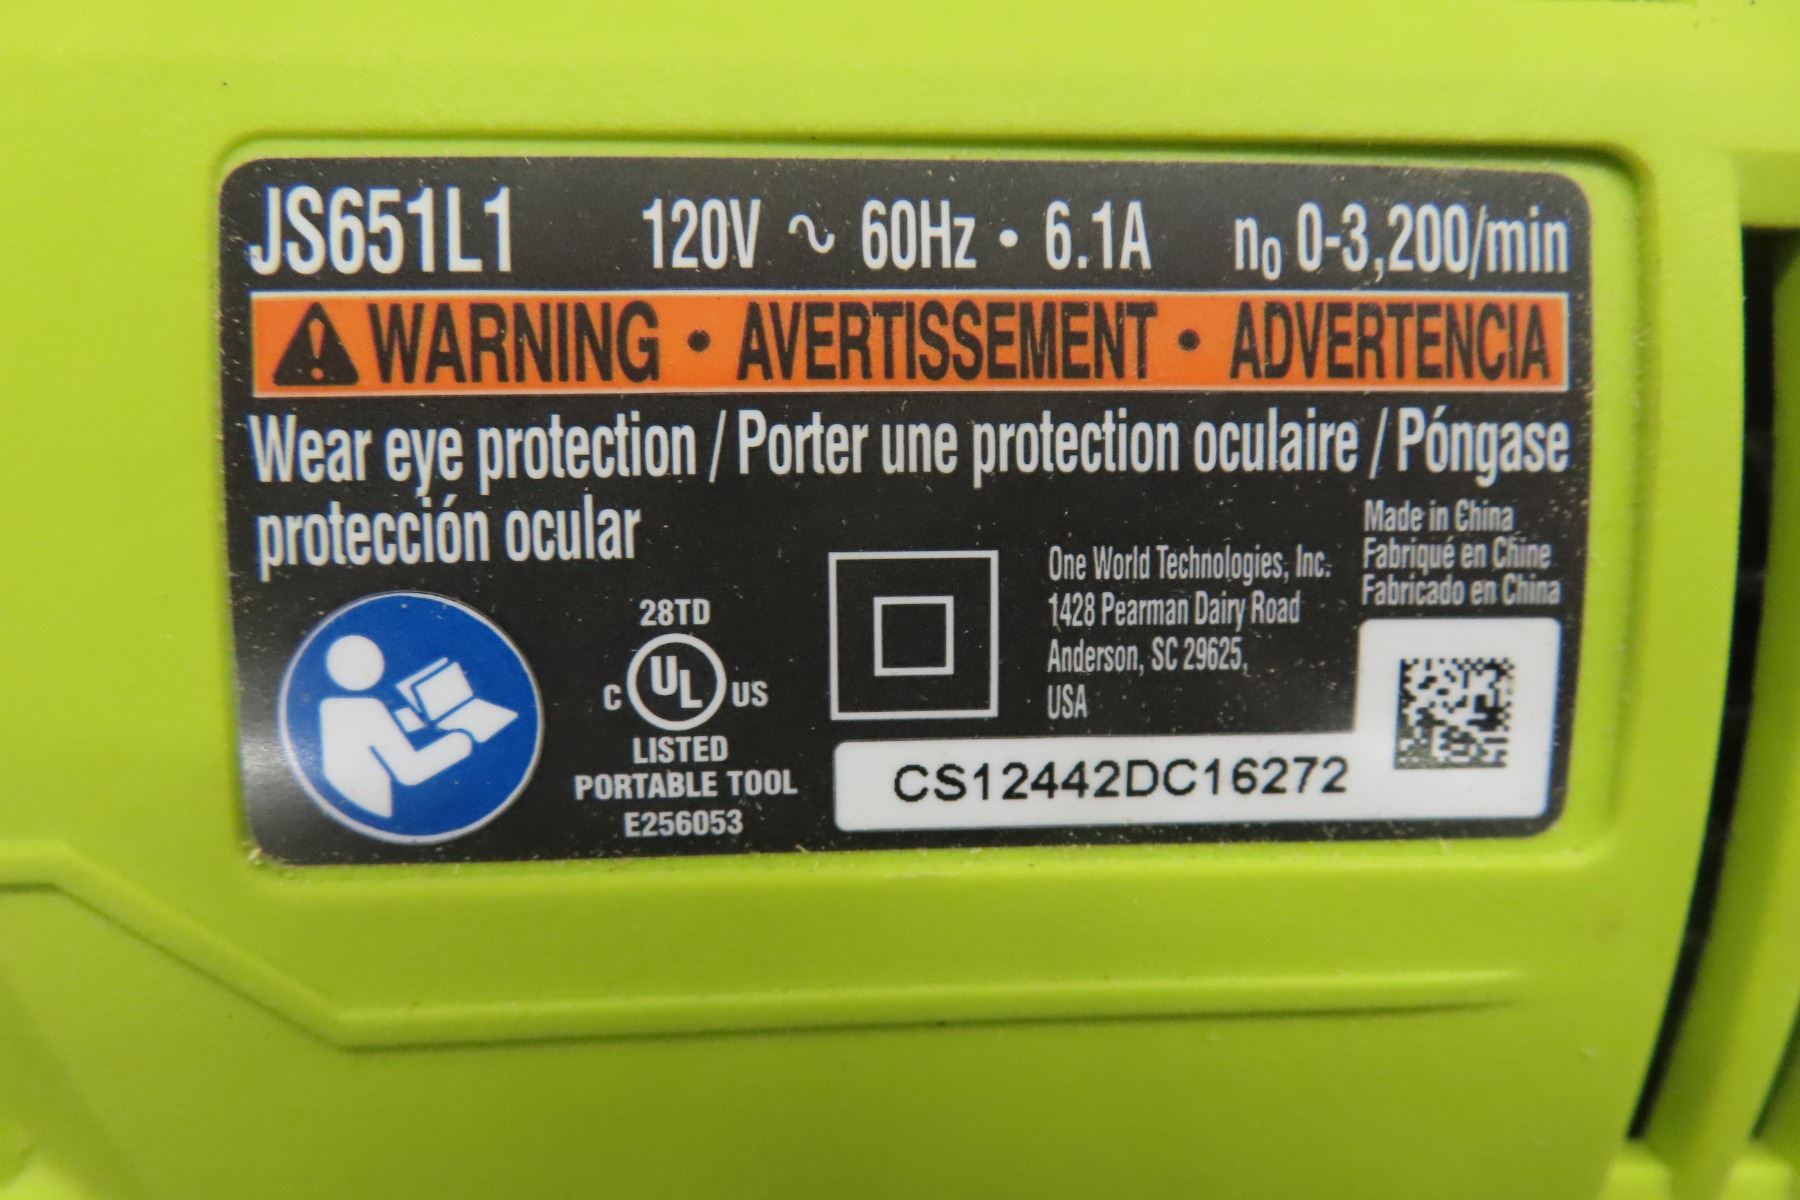 JS651L1 120V ~ 60Hz • 6.1A n₀ 0-3,200/min
WARNING • AVERTISSEMENT • ADVERTENCIA
Wear eye protection / Porter une protection oculaire / Póngase
protección ocular
Made in China
Fabriqué en Chine
Fabricado en China
One World Technologies, Inc.
1428 Pearman Dairy Road
Anderson, SC 29625,
USA
28TD
C UL US
LISTED
PORTABLE TOOL
E256053
CS12442DC16272